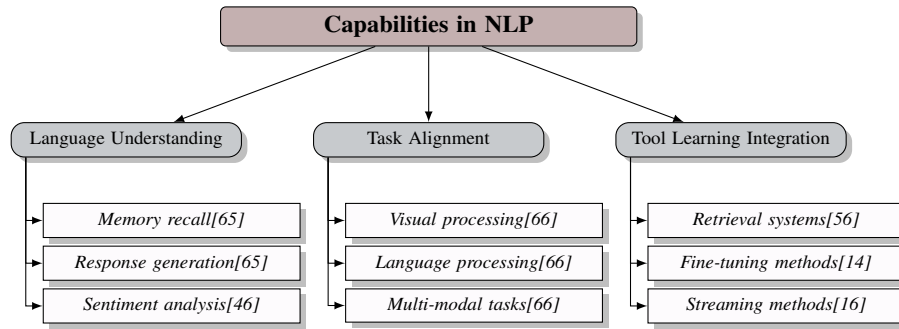 Capabilities in NLP
Language Understanding
Task Alignment
Tool Learning Integration
Memory recall[65]
Visual processing[66]
Retrieval systems[56]
Response generation[65]
Language processing[66]
Fine-tuning methods[14]
Sentiment analysis[46]
Multi-modal tasks[66]
Streaming methods[16]